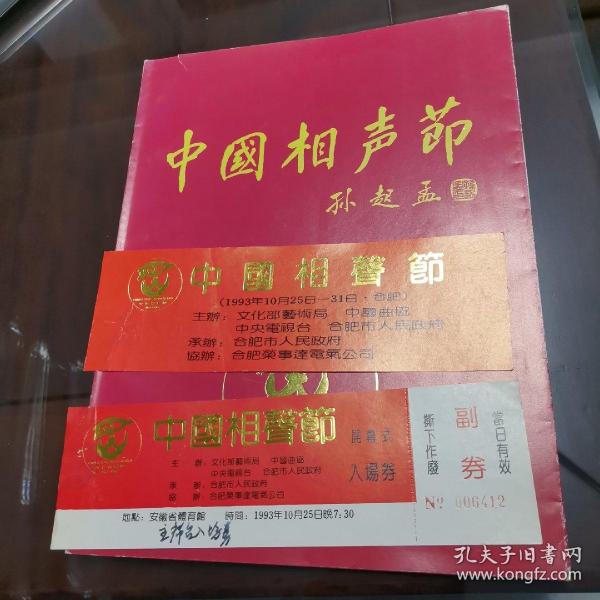 中國相声節
孙起孟
中國相聲節
(1993年10月25日—31日·合肥)
主辦：文化部藝術局 中國曲協
中央電視台 合肥市人民政府
承辦：合肥市人民政府
協辦：合肥榮事達電氣公司
中國相聲節
開幕式
入場券
主 辦：文化部藝術局 中國曲協
中央電視台 合肥市人民政府
承 辦：合肥市人民政府
協 辦：合肥榮事達電氣公司
地點：安徽省體育館 時間：1993年10月25日晚7:30
撕下作廢
副券
當日有效
№ 006412
孔夫子旧書网
www.kongfz.com